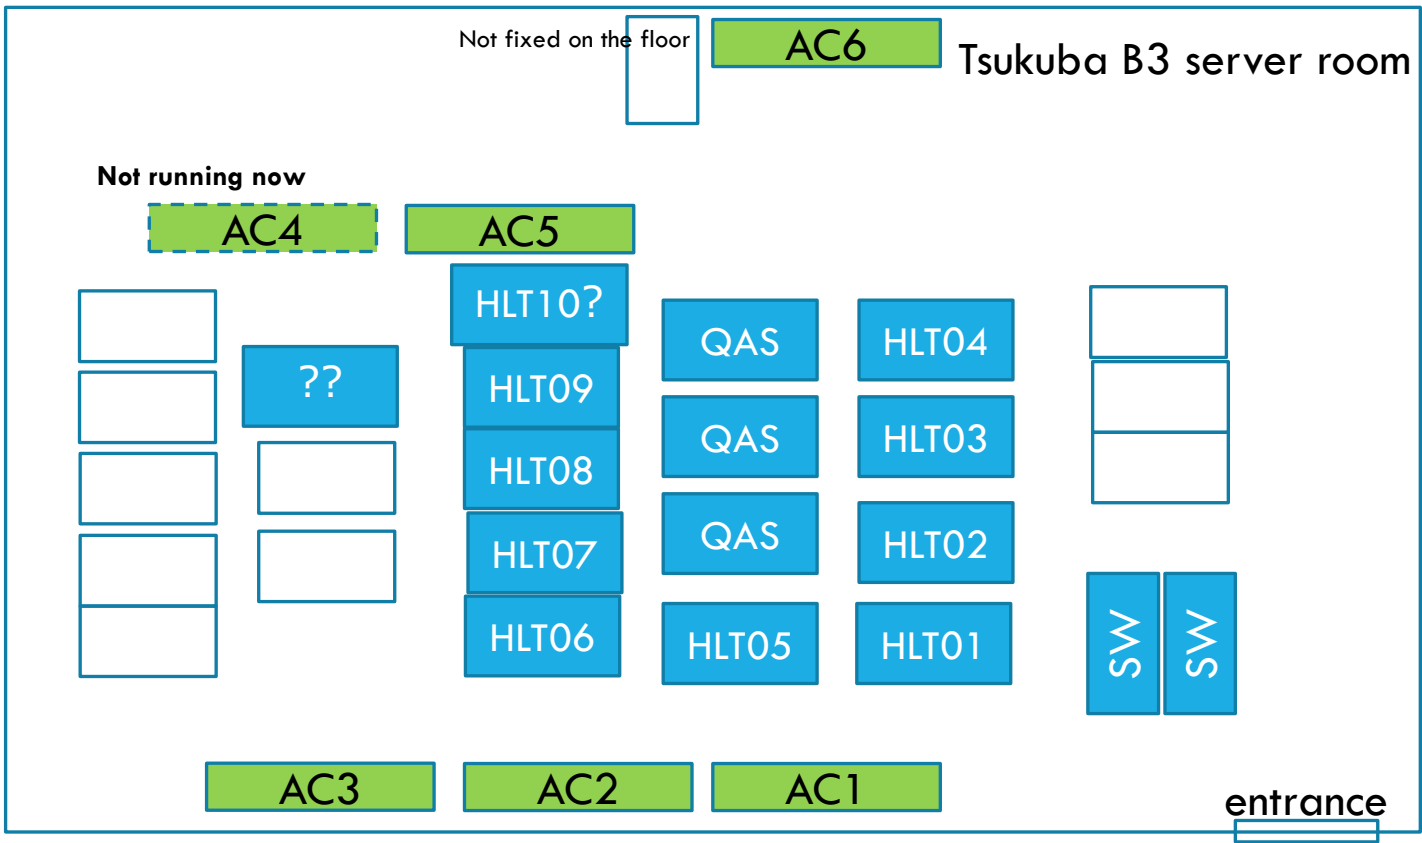 Not fixed on the floor
AC6
Tsukuba B3 server room
Not running now
AC4
AC5
HLT10?
QAS
HLT04
??
HLT09
QAS
HLT03
HLT08
QAS
HLT02
HLT07
HLT06
HLT05
HLT01
SW
SW
AC3
AC2
AC1
entrance